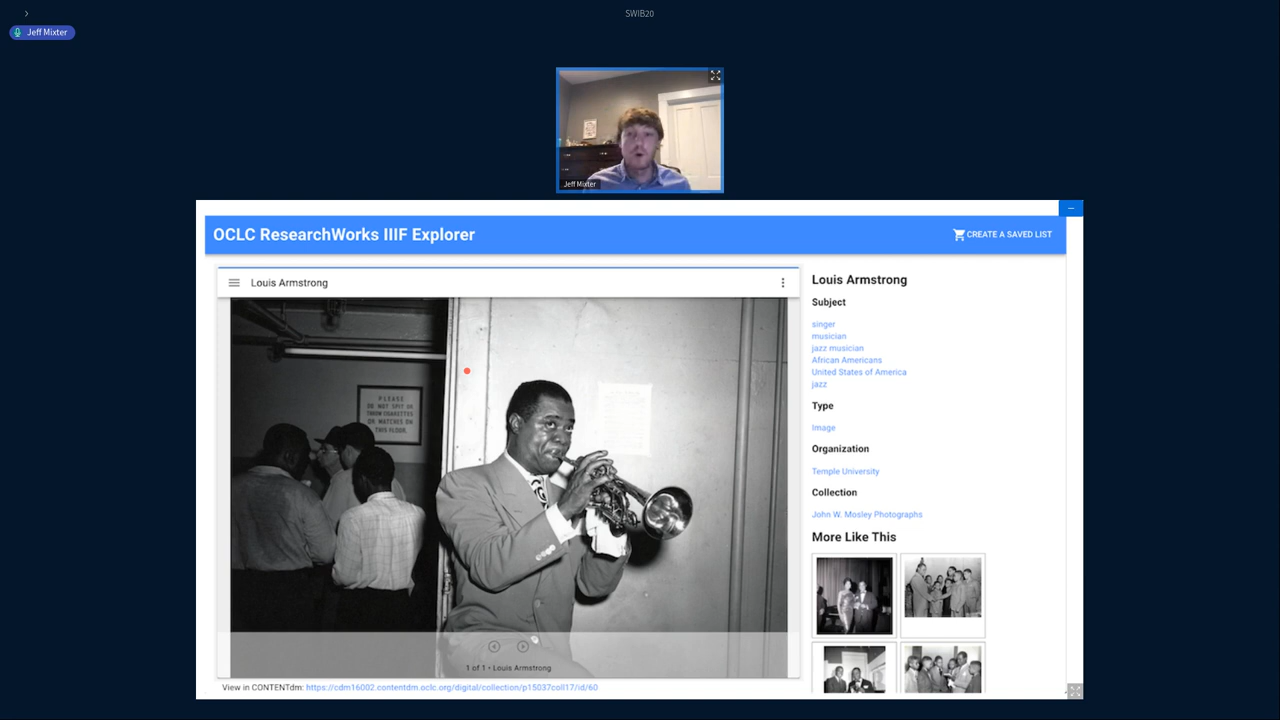 SWIB20
Jeff Mixter
Jeff Mixter
OCLC ResearchWorks IIIF Explorer
CREATE A SAVED LIST
Louis Armstrong
PLEASE
DO NOT SPIT OR
THROW CIGARETTES
OR MATCHES ON
THIS FLOOR.
1 of 1 • Louis Armstrong
View in CONTENTdm: https://cdm16002.contentdm.oclc.org/digital/collection/p15037coll17/id/60
Louis Armstrong
Subject
singer
musician
jazz musician
African Americans
United States of America
jazz
Type
Image
Organization
Temple University
Collection
John W. Mosley Photographs
More Like This